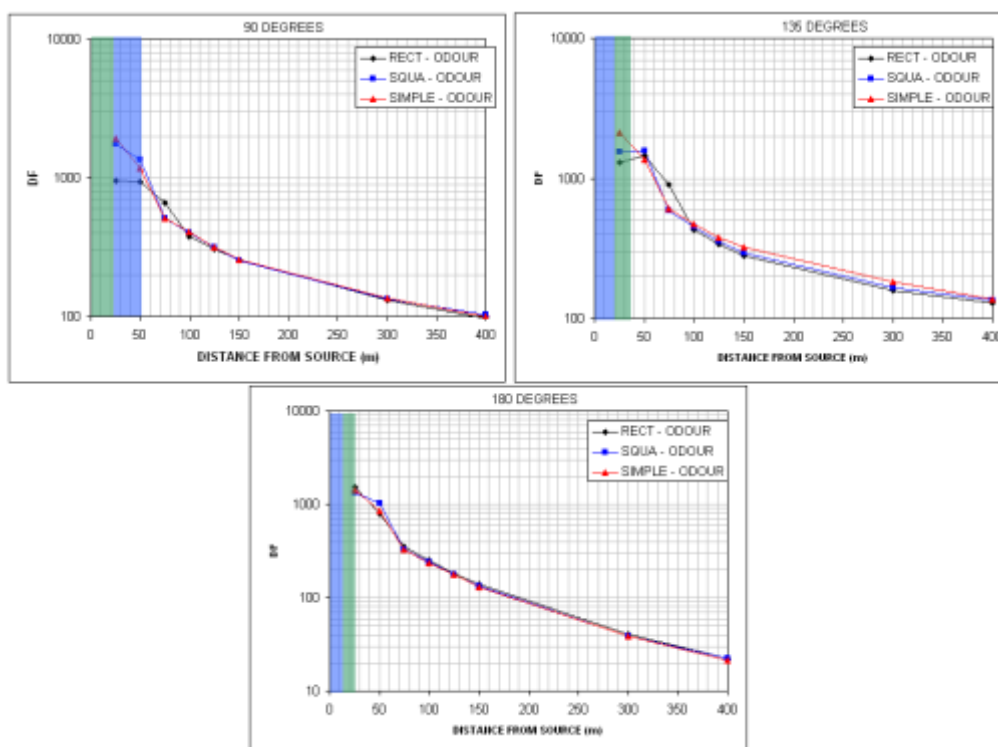 90 DEGREES
10000
1000
100
DF
RECT - ODOUR
SQUA - ODOUR
SIMPLE - ODOUR
0 50 100 150 200 250 300 350 400
DISTANCE FROM SOURCE (m)
135 DEGREES
10000
1000
100
DF
RECT - ODOUR
SQUA - ODOUR
SIMPLE - ODOUR
0 50 100 150 200 250 300 350 400
DISTANCE FROM SOURCE (m)
180 DEGREES
10000
1000
100
10
DF
RECT - ODOUR
SQUA - ODOUR
SIMPLE - ODOUR
0 50 100 150 200 250 300 350 400
DISTANCE FROM SOURCE (m)